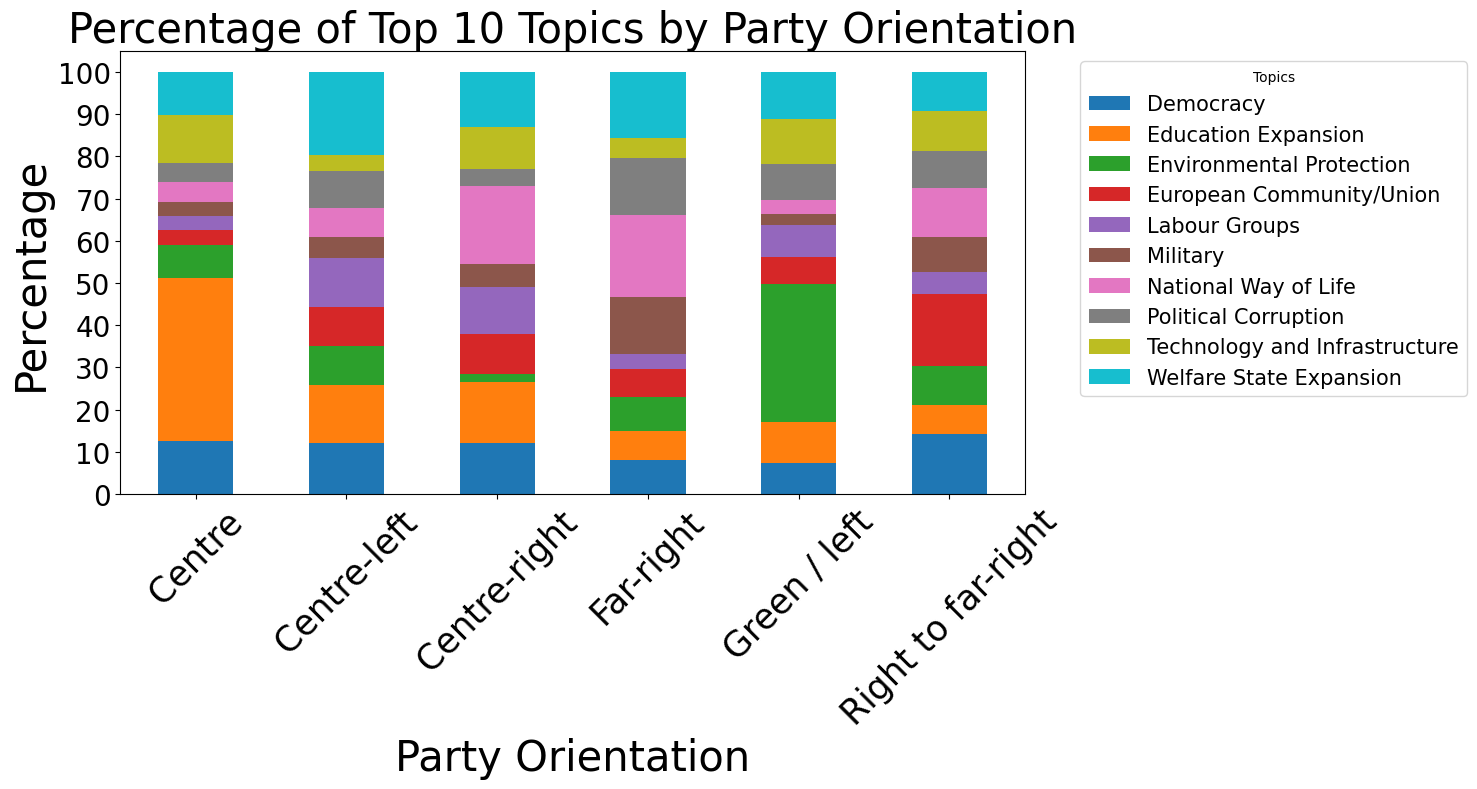 Percentage of Top 10 Topics by Party Orientation
Percentage
100
90
80
70
60
50
40
30
20
10
0
Centre
Centre-left
Centre-right
Far-right
Green / left
Right to far-right
Party Orientation
Topics
Democracy
Education Expansion
Environmental Protection
European Community/Union
Labour Groups
Military
National Way of Life
Political Corruption
Technology and Infrastructure
Welfare State Expansion